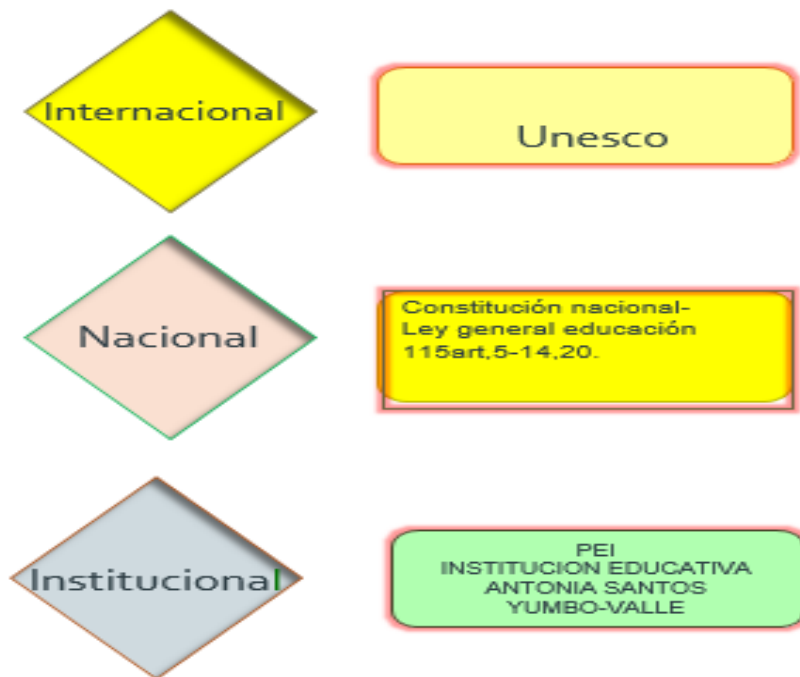 Internacional
Unesco
Nacional
Constitución nacional-
Ley general educación
115art,5-14,20.
Institucional
PEI
INSTITUCION EDUCATIVA
ANTONIA SANTOS
YUMBO-VALLE